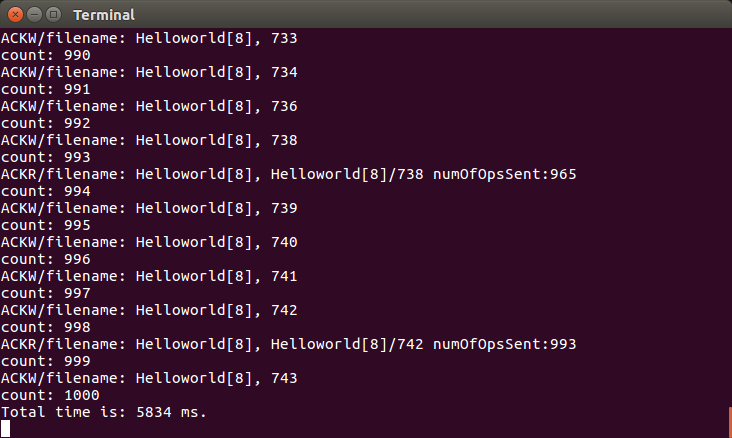 Terminal
ACKW/filename: Helloworld[8], 733
count: 990
ACKW/filename: Helloworld[8], 734
count: 991
ACKW/filename: Helloworld[8], 736
count: 992
ACKW/filename: Helloworld[8], 738
count: 993
ACKR/filename: Helloworld[8], Helloworld[8]/738 numOfOpsSent:965
count: 994
ACKW/filename: Helloworld[8], 739
count: 995
ACKW/filename: Helloworld[8], 740
count: 996
ACKW/filename: Helloworld[8], 741
count: 997
ACKW/filename: Helloworld[8], 742
count: 998
ACKR/filename: Helloworld[8], Helloworld[8]/742 numOfOpsSent:993
count: 999
ACKW/filename: Helloworld[8], 743
count: 1000
Total time is: 5834 ms.